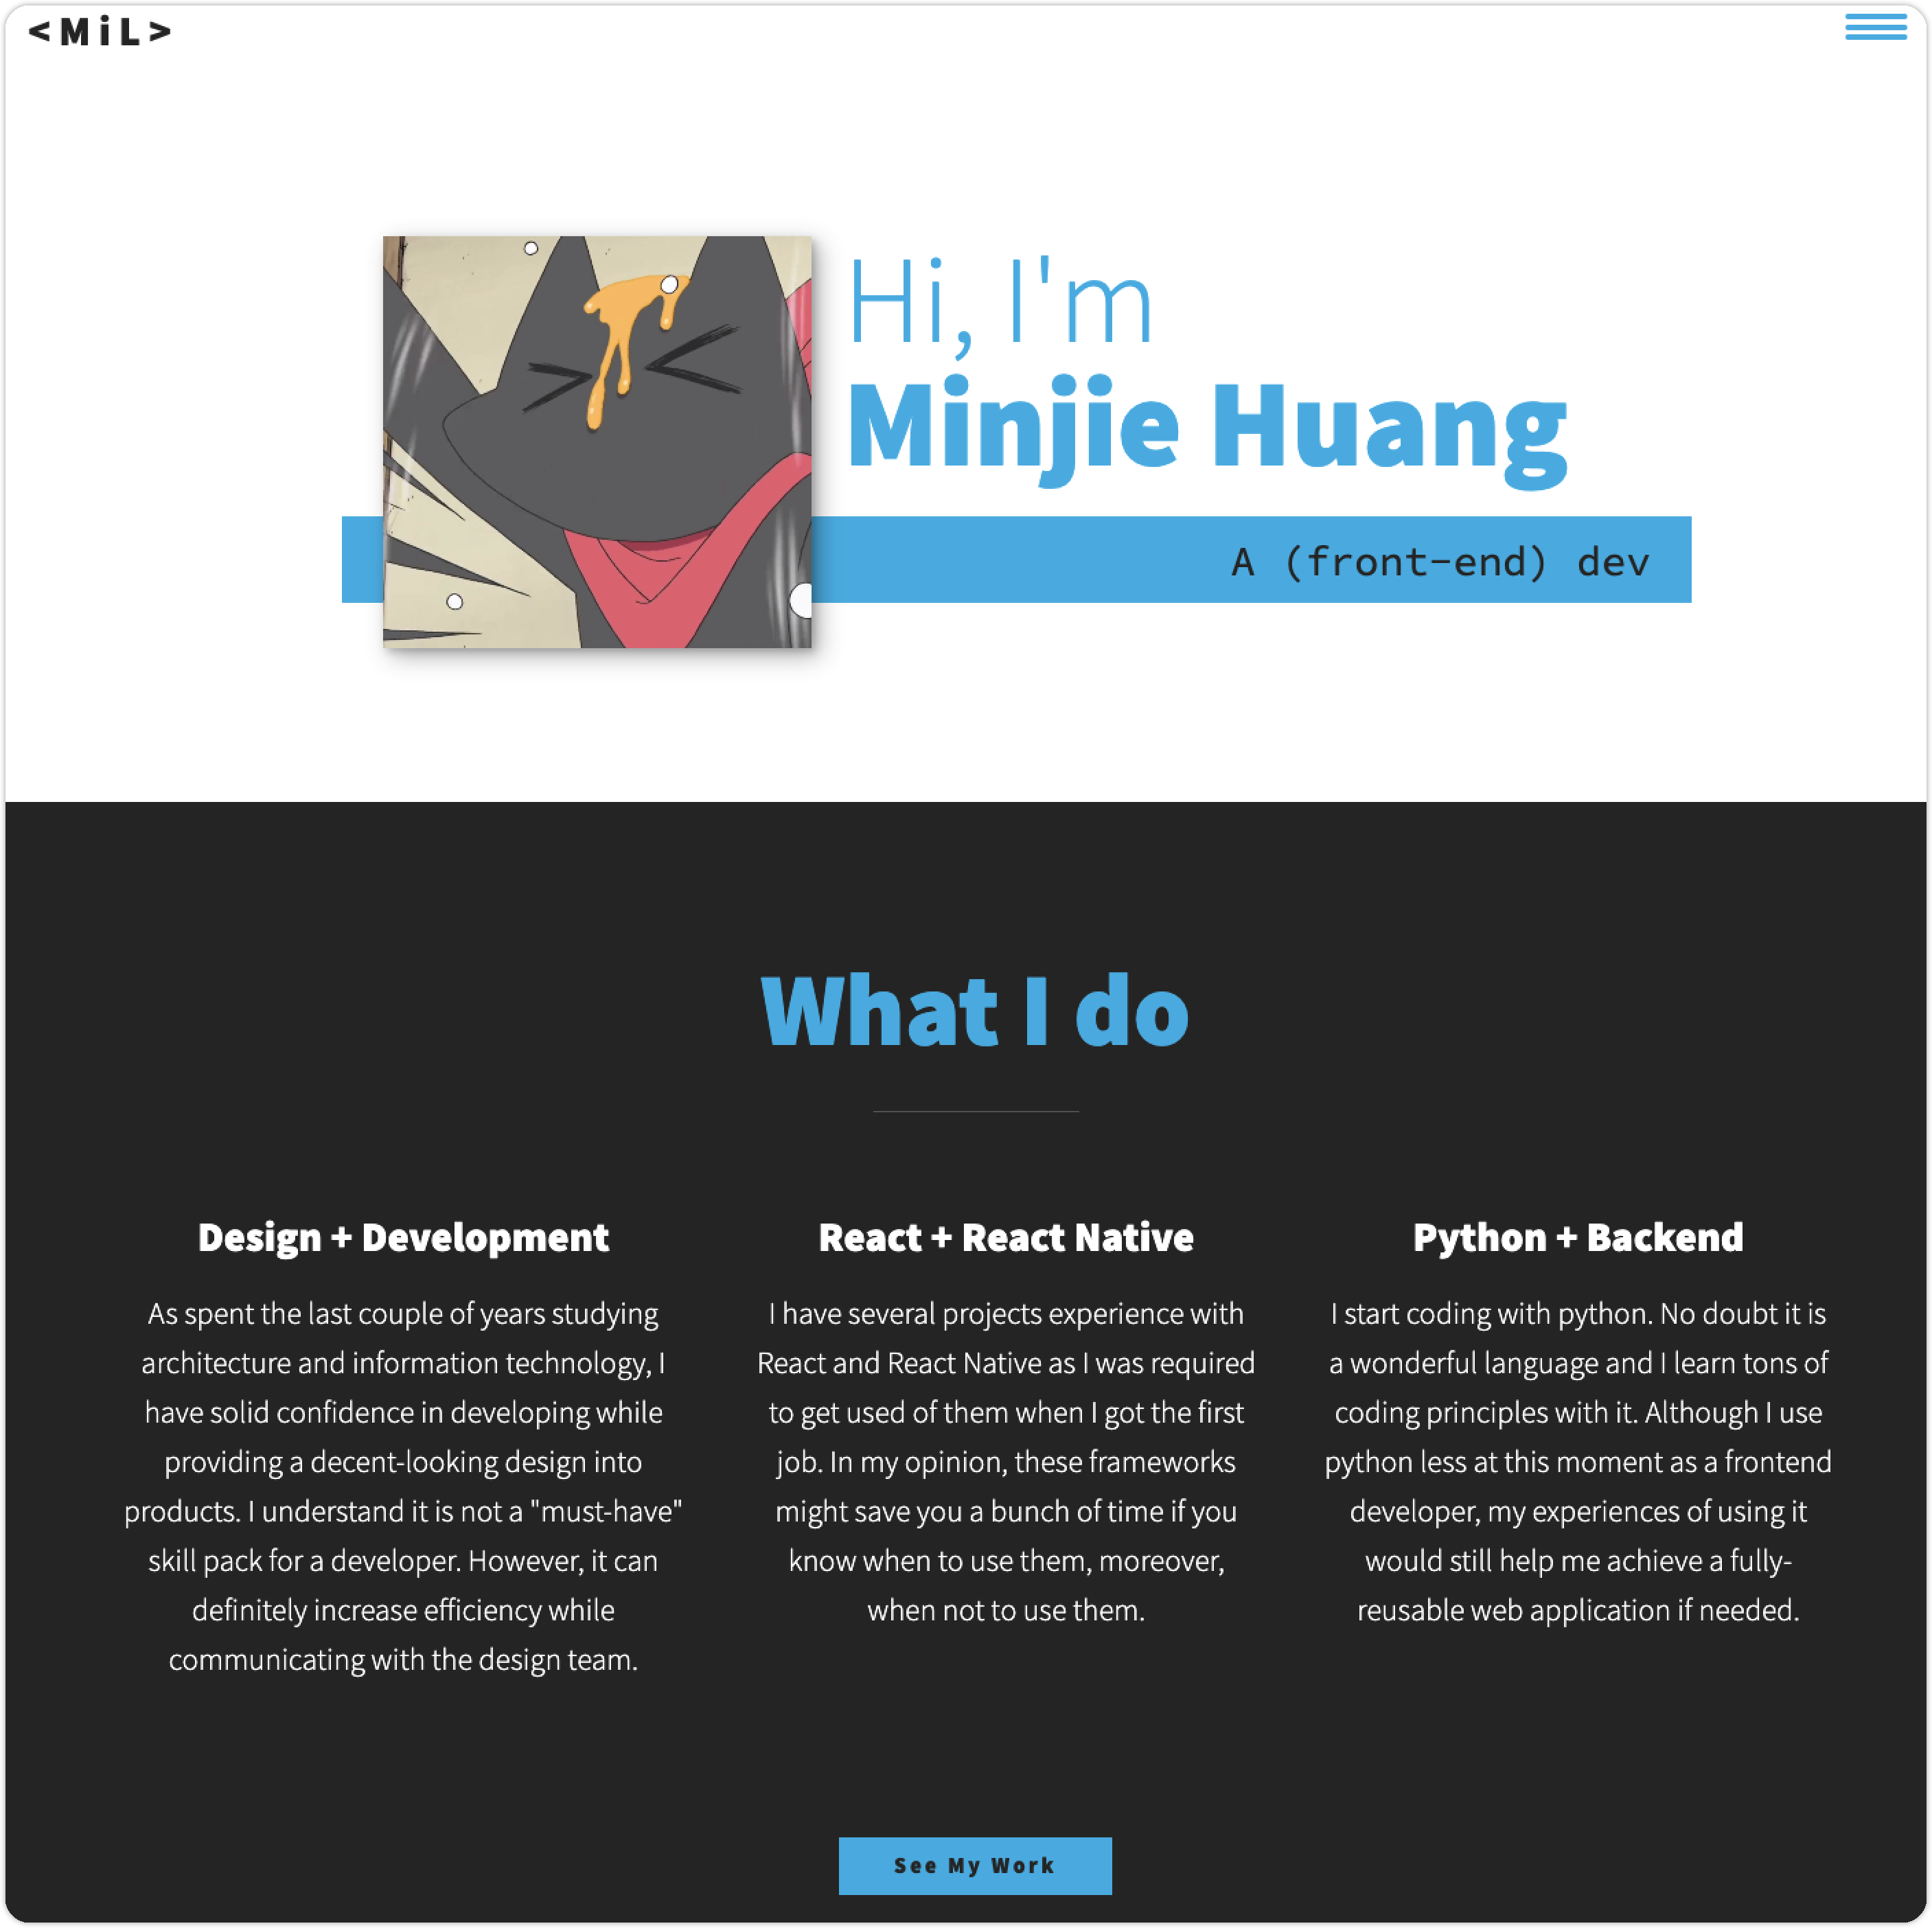 <MiL>
Hi, I'm
Minjie Huang
A (front-end) dev
What I do
Design + Development
As spent the last couple of years studying
architecture and information technology, I
have solid confidence in developing while
providing a decent-looking design into
products. I understand it is not a "must-have"
skill pack for a developer. However, it can
definitely increase efficiency while
communicating with the design team.
React + React Native
I have several projects experience with
React and React Native as I was required
to get used of them when I got the first
job. In my opinion, these frameworks
might save you a bunch of time if you
know when to use them, moreover,
when not to use them.
Python + Backend
I start coding with python. No doubt it is
a wonderful language and I learn tons of
coding principles with it. Although I use
python less at this moment as a frontend
developer, my experiences of using it
would still help me achieve a fully-
reusable web application if needed.
See My Work